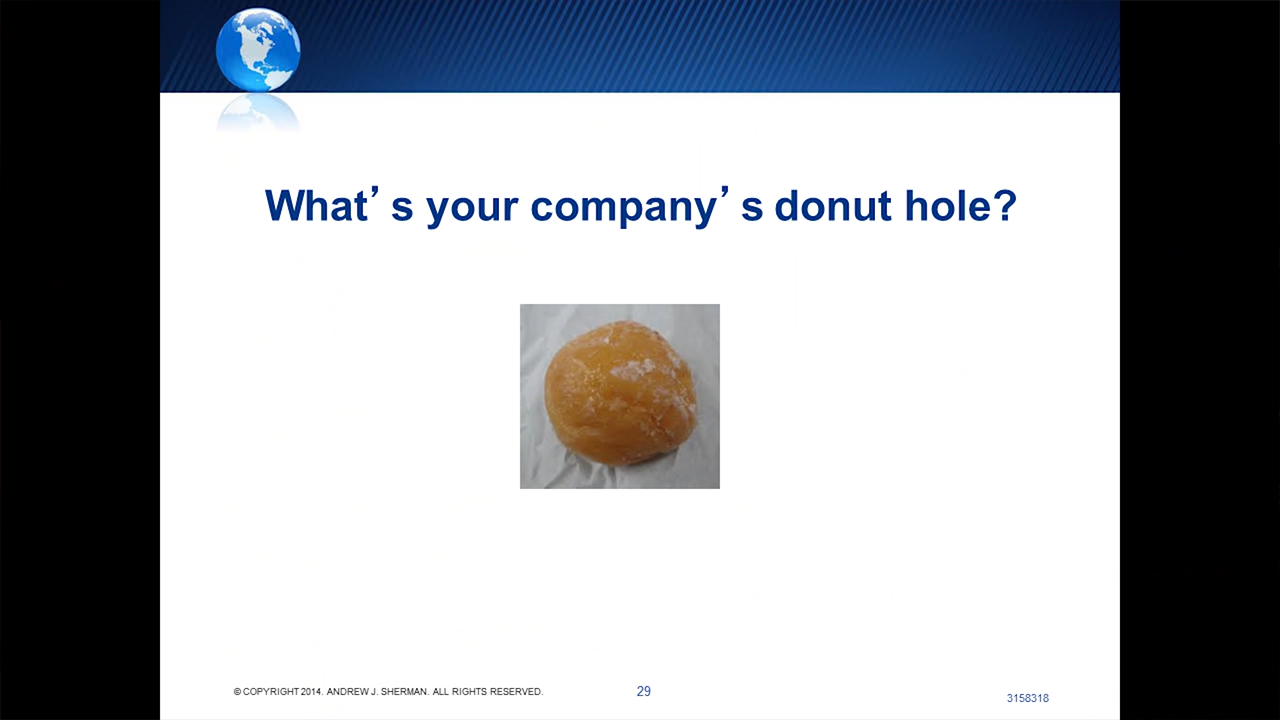 What’s your company’s donut hole?
© COPYRIGHT 2014. ANDREW J. SHERMAN. ALL RIGHTS RESERVED.
29
3158318